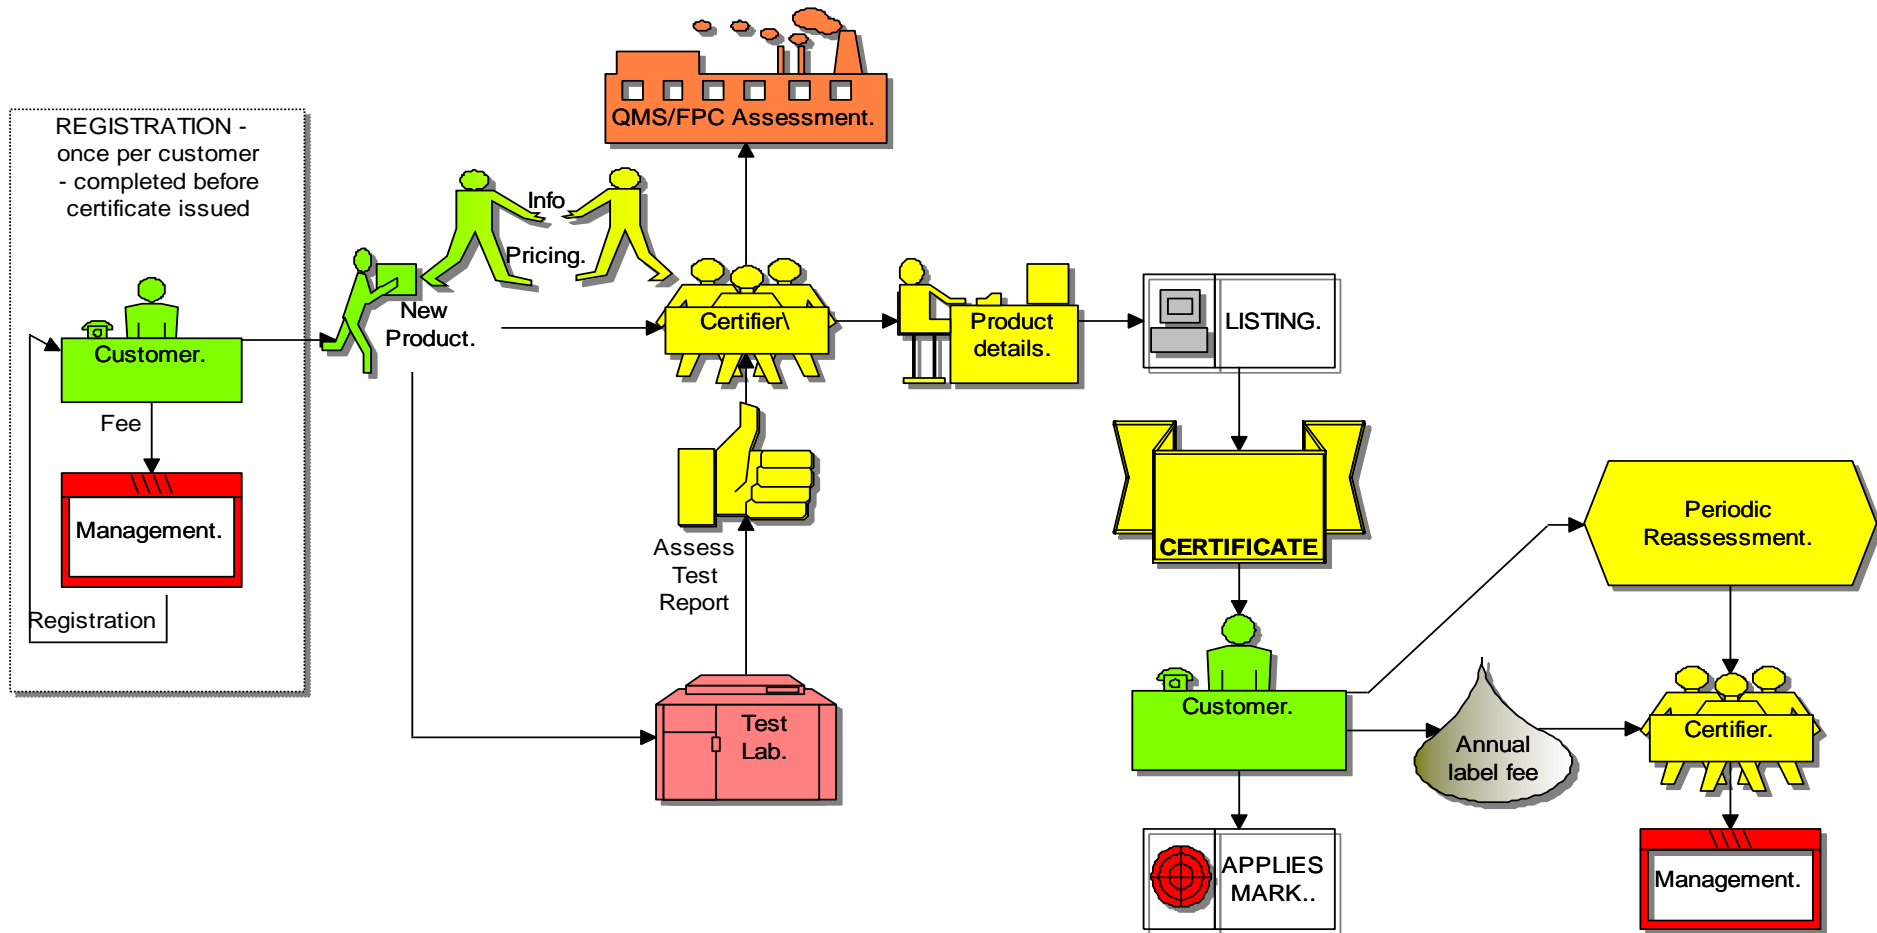 QMS/FPC Assessment.
REGISTRATION -
once per customer
- completed before
certificate issued
Info
Pricing.
New
Product.
Certifier\
Product
details.
LISTING.
Customer.
Fee
Management.
Registration
Assess
Test
Report
Test
Lab.
CERTIFICATE
Periodic
Reassessment.
Customer.
Annual
label fee
Certifier.
APPLIES
MARK..
Management.